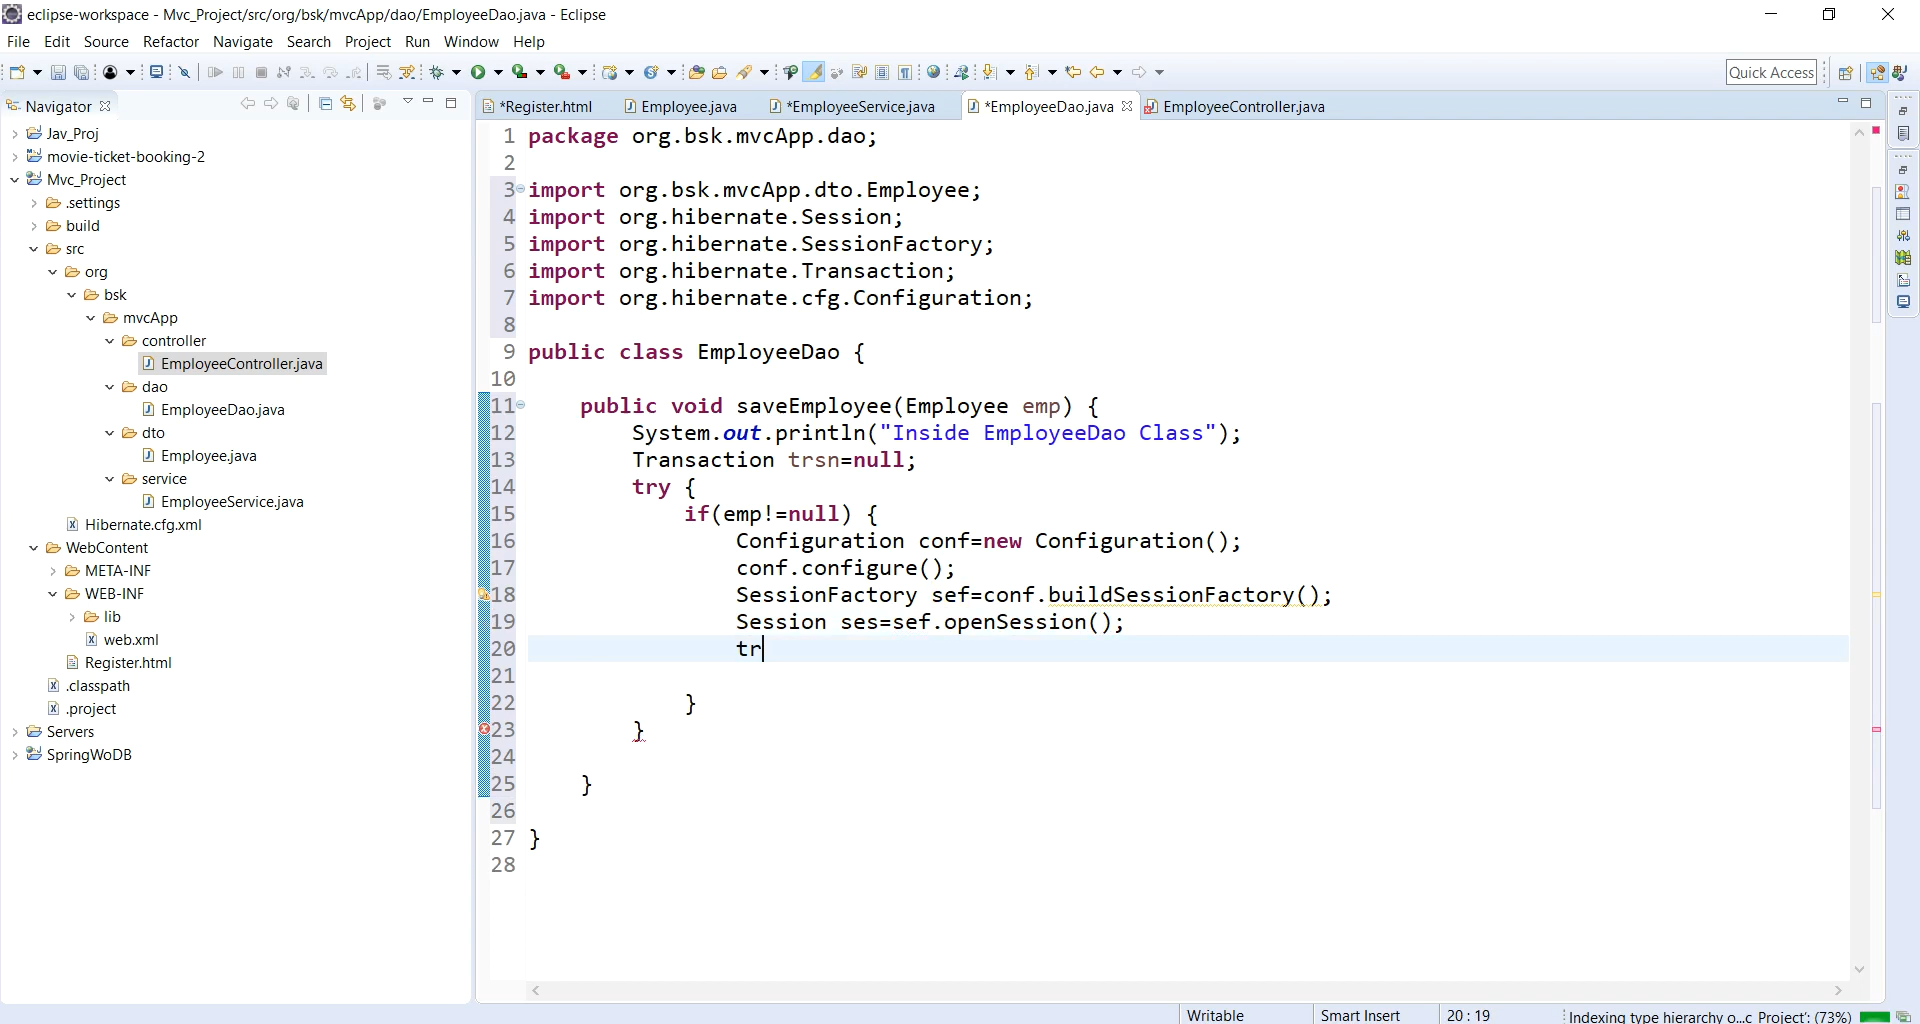 eclipse-workspace - Mvc_Project/src/org/bsk/mvcApp/dao/EmployeeDao.java - Eclipse
File Edit Source Refactor Navigate Search Project Run Window Help
Quick Access
Navigator
*Register.html Employee.java *EmployeeService.java *EmployeeDao.java EmployeeController.java
Jav_Proj
movie-ticket-booking-2
Mvc_Project
.settings
build
src
org
bsk
mvcApp
controller
EmployeeController.java
dao
EmployeeDao.java
dto
Employee.java
service
EmployeeService.java
Hibernate.cfg.xml
WebContent
META-INF
WEB-INF
lib
web.xml
Register.html
.classpath
.project
Servers
SpringWoDB
1 package org.bsk.mvcApp.dao;
2
3 import org.bsk.mvcApp.dto.Employee;
4 import org.hibernate.Session;
5 import org.hibernate.SessionFactory;
6 import org.hibernate.Transaction;
7 import org.hibernate.cfg.Configuration;
8
9 public class EmployeeDao {
10
11 public void saveEmployee(Employee emp) {
12 System.out.println("Inside EmployeeDao Class");
13 Transaction trsn=null;
14 try {
15 if(emp!=null) {
16 Configuration conf=new Configuration();
17 conf.configure();
18 SessionFactory sef=conf.buildSessionFactory();
19 Session ses=sef.openSession();
20 tr
21
22 }
23 }
24
25 }
26
27 }
28
Writable Smart Insert 20 : 19 Indexing type hierarchy o...c Project': (73%)